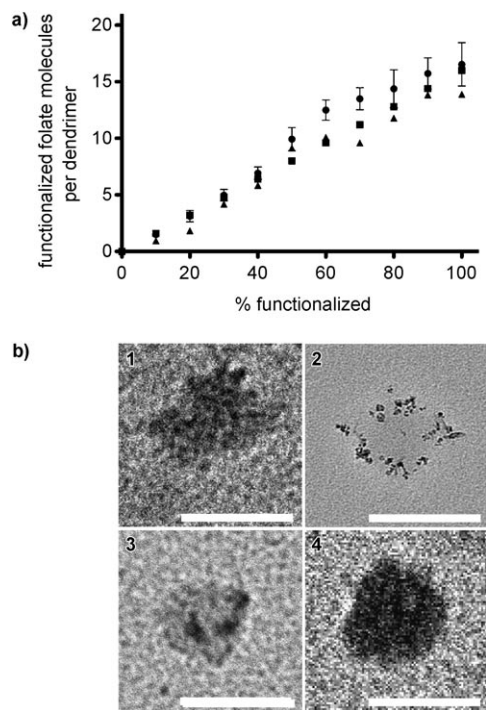 a)
functionalized folate molecules
per dendrimer
20
15
10
5
0
0 20 40 60 80 100
% functionalized
b)
1
2
3
4